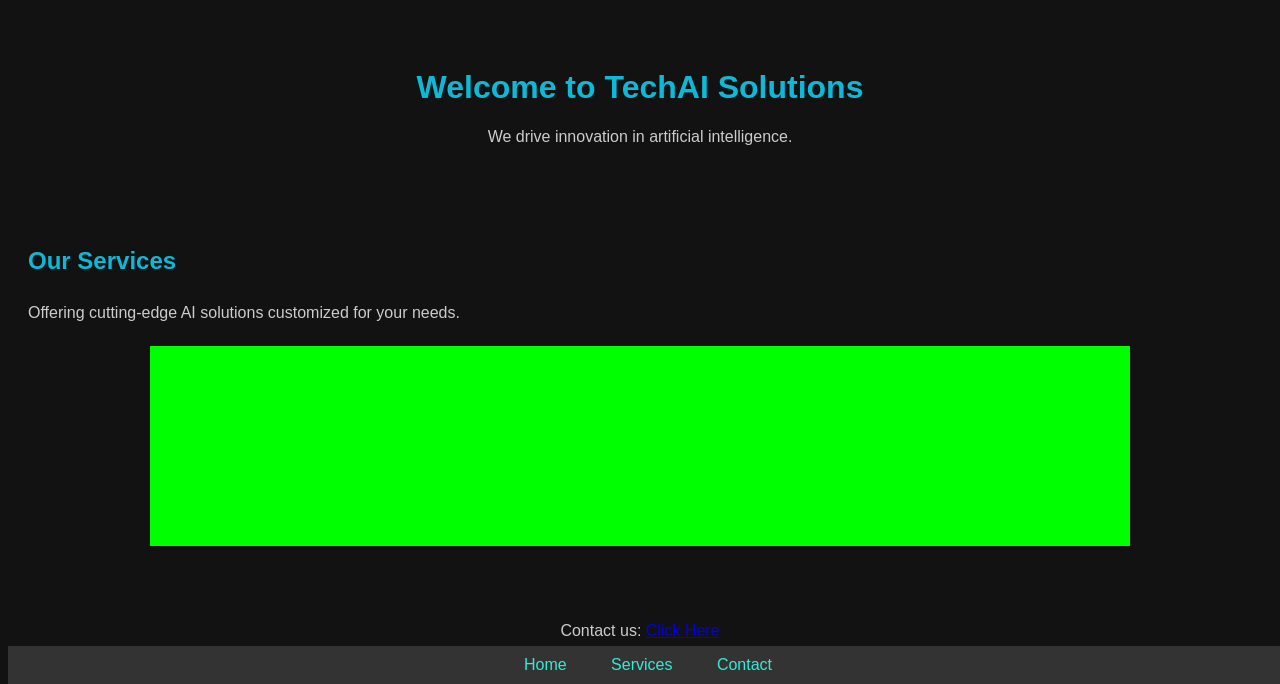 Welcome to TechAI Solutions
We drive innovation in artificial intelligence.
Our Services
Offering cutting-edge AI solutions customized for your needs.
Contact us: Click Here
Home Services Contact